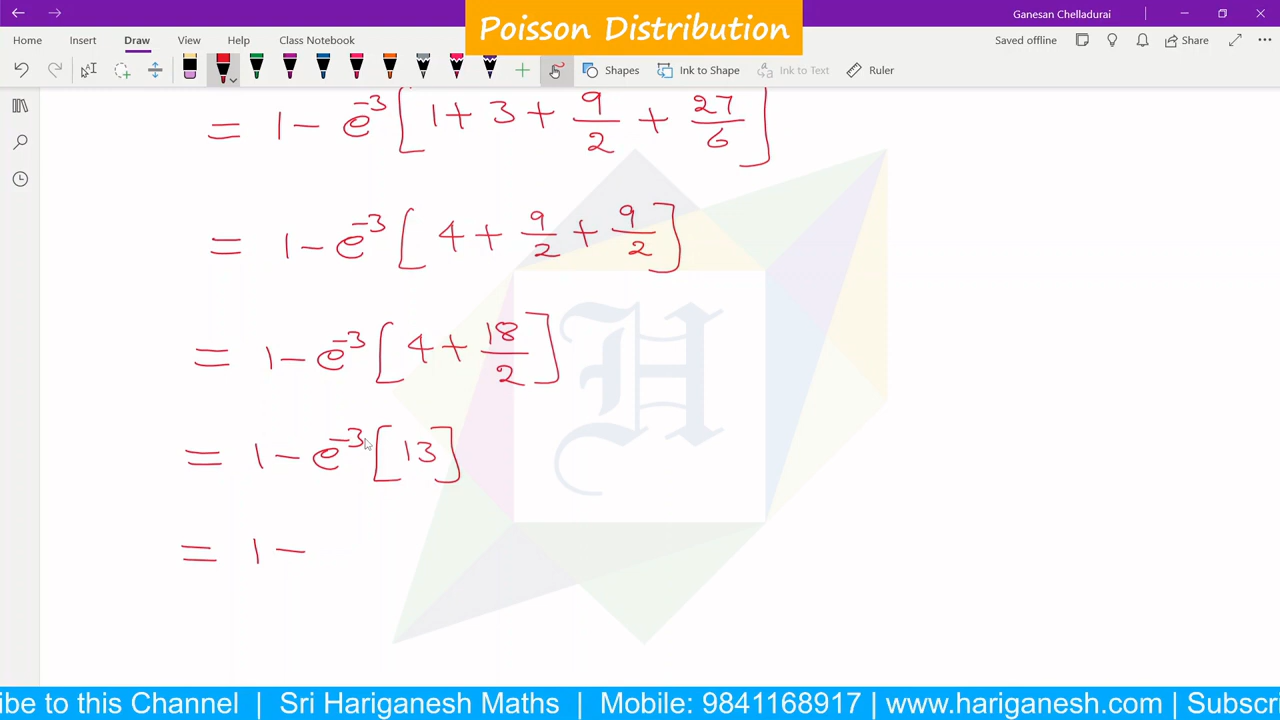 Poisson Distribution
Ganesan Chelladurai
Home Insert Draw View Help Class Notebook
Saved offline Share
Shapes Ink to Shape Ink to Text Ruler
= 1 - e^-3 [1 + 3 + 9/2 + 27/6]
= 1 - e^-3 [4 + 9/2 + 9/2]
= 1 - e^-3 [4 + 18/2]
= 1 - e^-3 [13]
= 1 -
H
ibe to this Channel | Sri Hariganesh Maths | Mobile: 9841168917 | www.hariganesh.com | Subscr